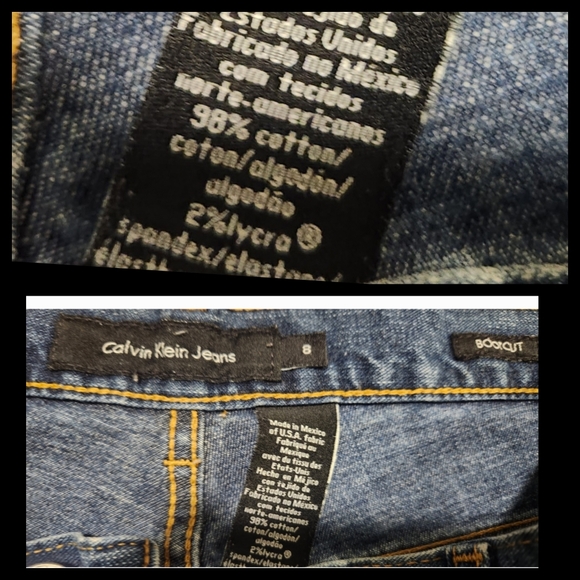 Estados Unidos
Fabricado no México
com tecidos
norte-americanos
98% cotton/
coton/algodón/
algodão
2%lycra ®
spandex/elastano/
Calvin Klein Jeans
8
BOOTCUT
Made in Mexico
of U.S.A. fabric
Fabriqué au
Mexique
avec du tissu des
États-Unis
Hecho en México
con tejido de
Estados Unidos
Fabricado no México
com tecidos
norte-americanos
98% cotton/
coton/algodón/
algodão
2%lycra ®
spandex/elastano/